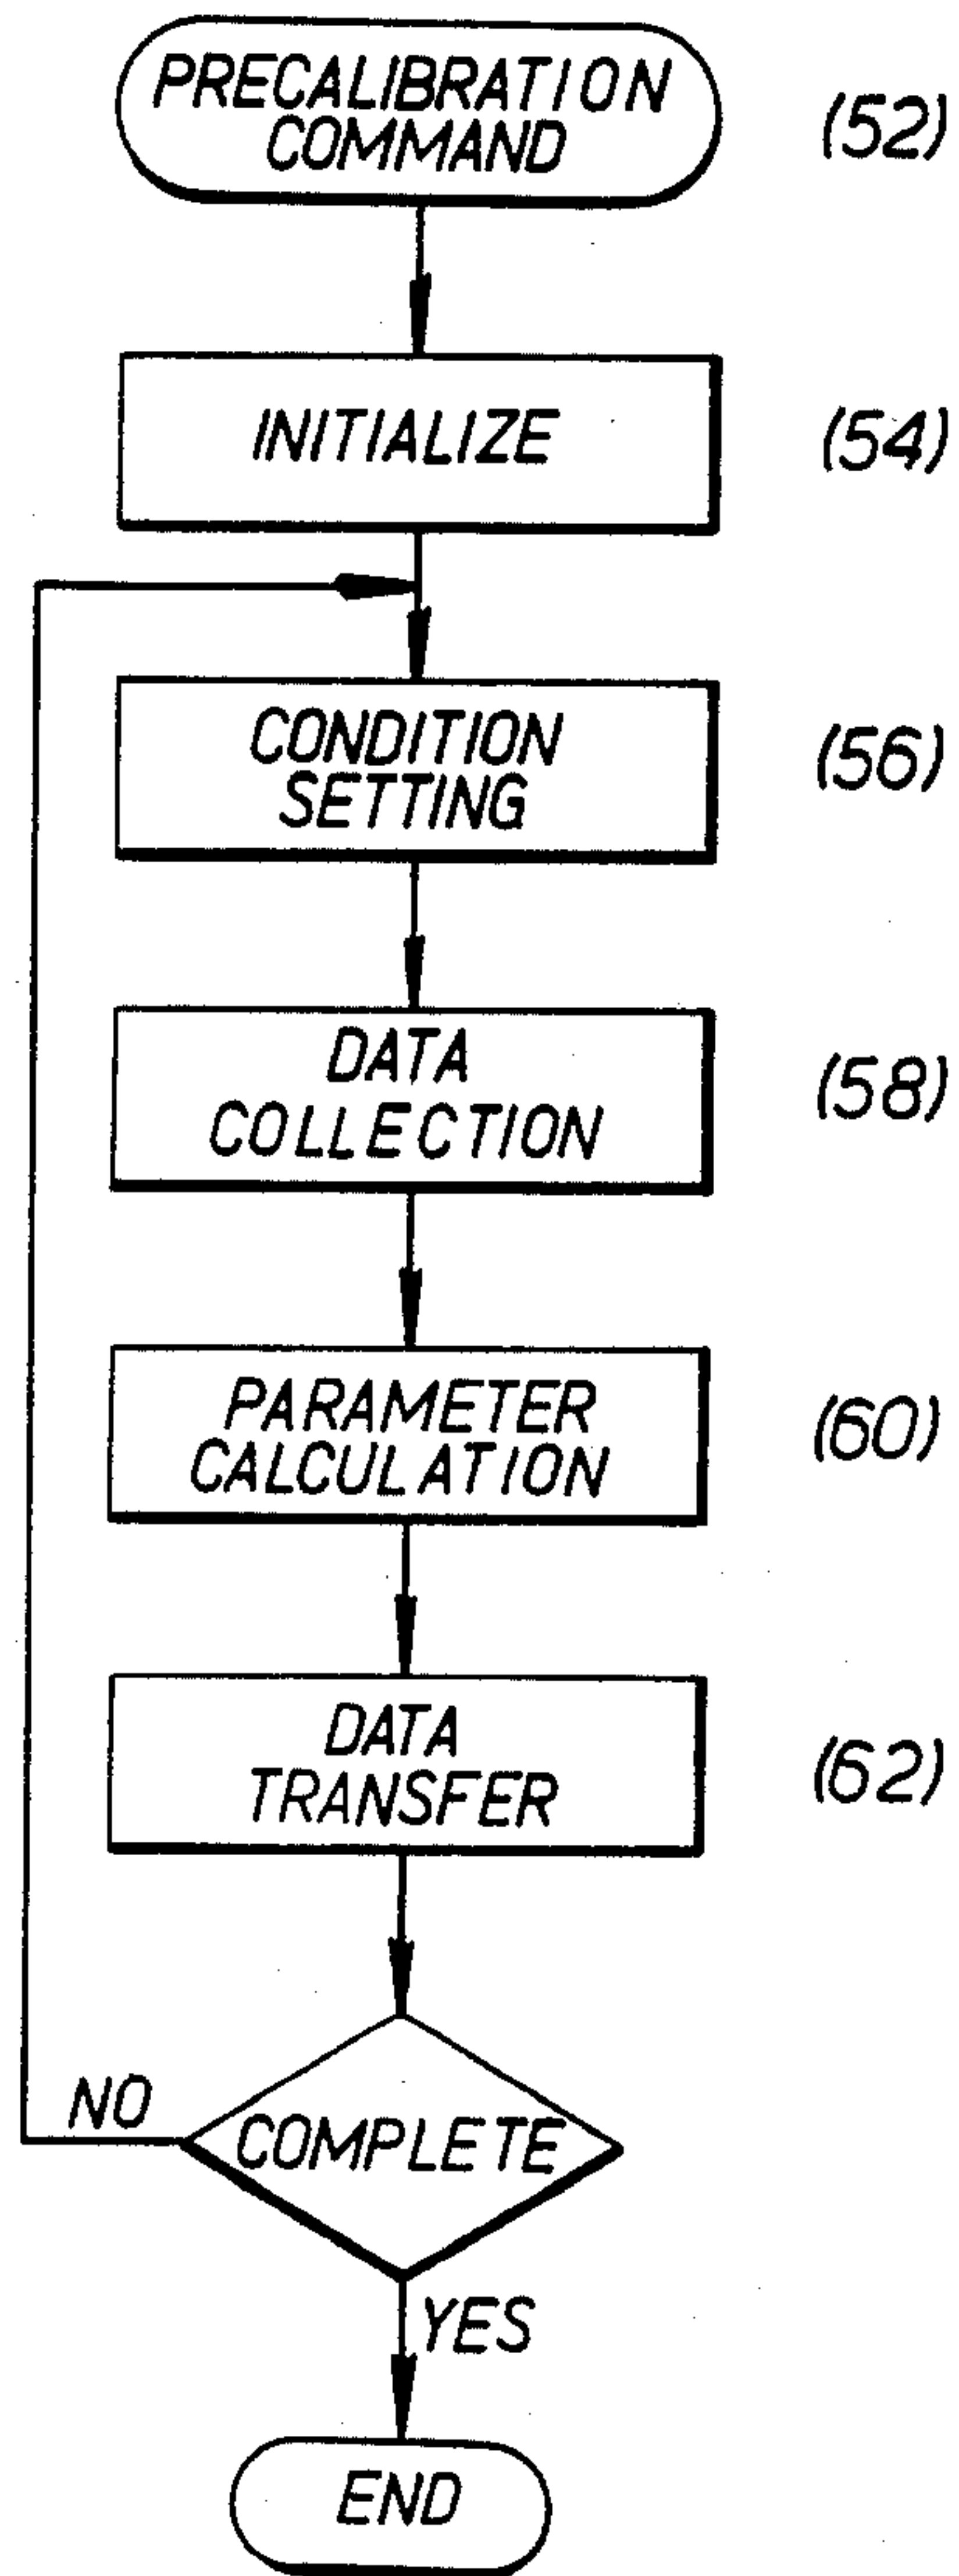 PRECALIBRATION
COMMAND
(52)
INITIALIZE
(54)
CONDITION
SETTING
(56)
DATA
COLLECTION
(58)
PARAMETER
CALCULATION
(60)
DATA
TRANSFER
(62)
NO
COMPLETE
YES
END